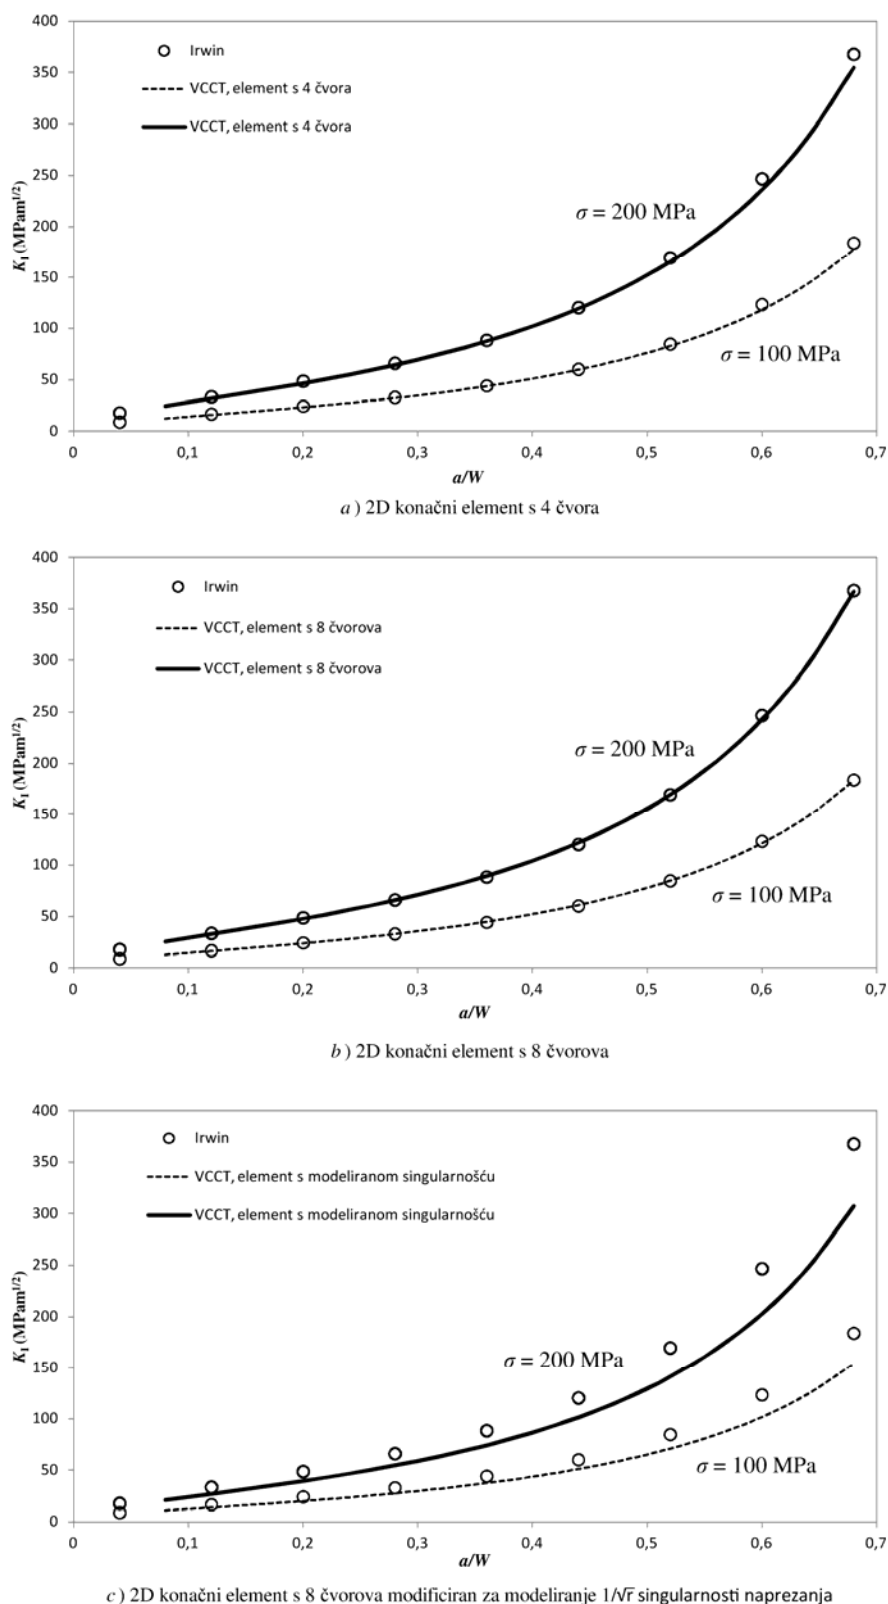 400
350
300
250
200
150
100
50
0
K_I (MPam^1/2)
Irwin
VCCT, element s 4 čvora
VCCT, element s 4 čvora
σ = 200 MPa
σ = 100 MPa
0 0,1 0,2 0,3 0,4 0,5 0,6 0,7
a/W
a ) 2D konačni element s 4 čvora
400
350
300
250
200
150
100
50
0
K_I (MPam^1/2)
Irwin
VCCT, element s 8 čvorova
VCCT, element s 8 čvorova
σ = 200 MPa
σ = 100 MPa
0 0,1 0,2 0,3 0,4 0,5 0,6 0,7
a/W
b ) 2D konačni element s 8 čvorova
400
350
300
250
200
150
100
50
0
K_I (MPam^1/2)
Irwin
VCCT, element s modeliranom singularnošću
VCCT, element s modeliranom singularnošću
σ = 200 MPa
σ = 100 MPa
0 0,1 0,2 0,3 0,4 0,5 0,6 0,7
a/W
c ) 2D konačni element s 8 čvorova modificiran za modeliranje 1/√r singularnosti naprezanja